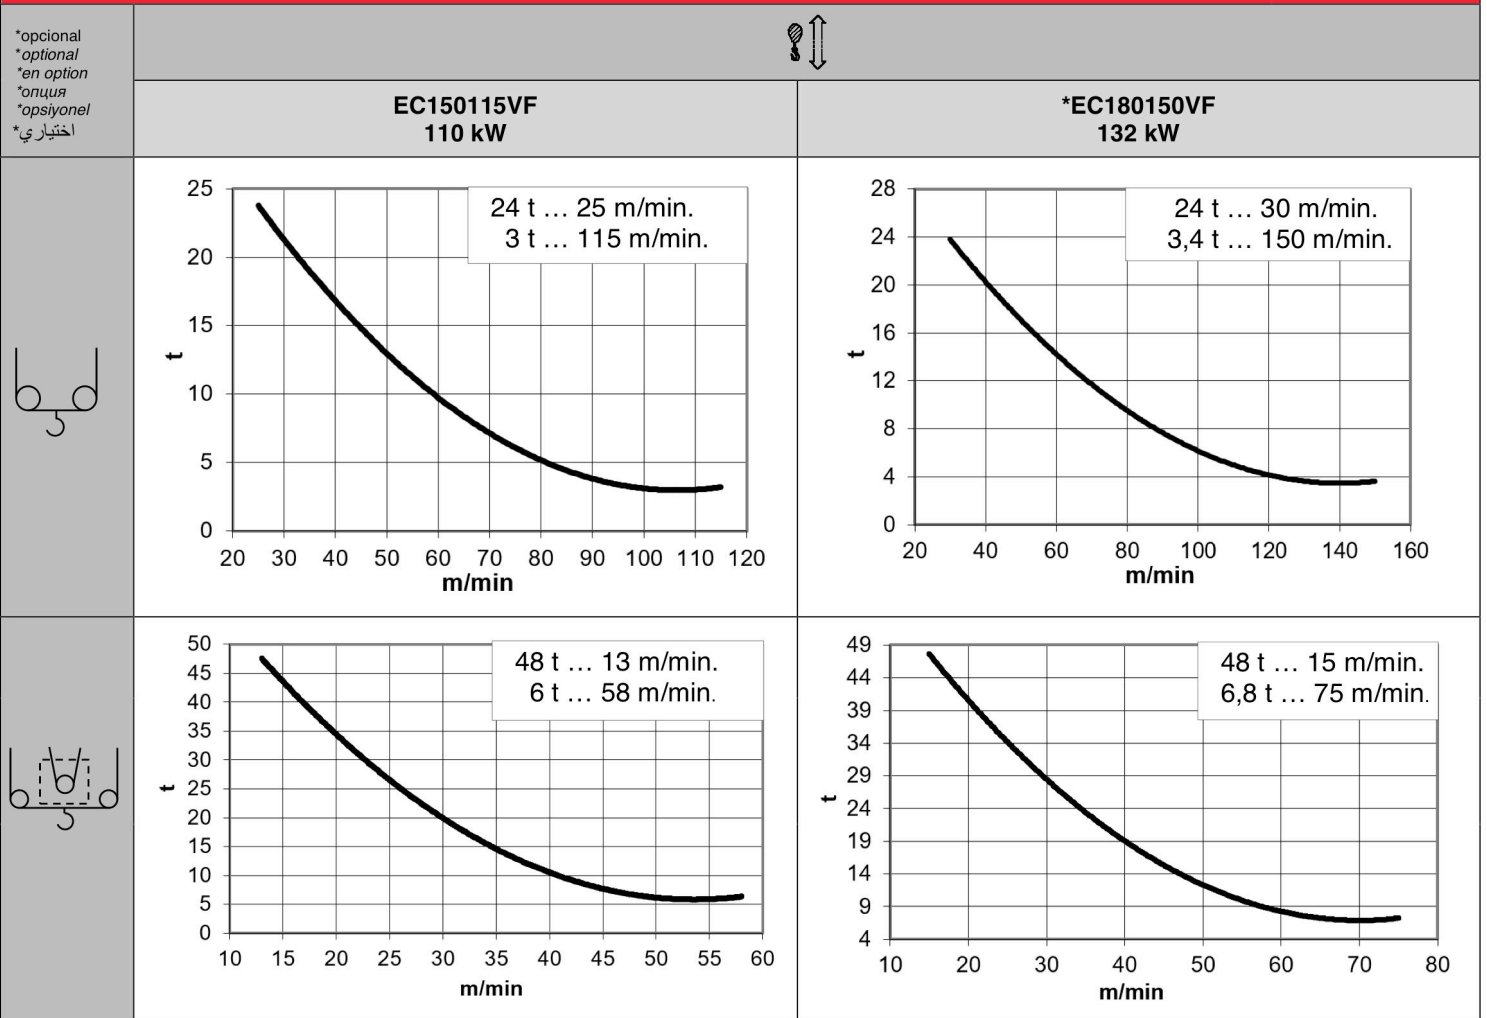 *opcional
*optional
*en option
*опция
*opsiyonel
*اختياري
EC150115VF
110 kW
*EC180150VF
132 kW
24 t … 25 m/min.
3 t … 115 m/min.
25
20
15
10
5
0
t
20 30 40 50 60 70 80 90 100 110 120
m/min
24 t … 30 m/min.
3,4 t … 150 m/min.
28
24
20
16
12
8
4
0
t
20 40 60 80 100 120 140 160
m/min
48 t … 13 m/min.
6 t … 58 m/min.
50
45
40
35
30
25
20
15
10
5
0
t
10 15 20 25 30 35 40 45 50 55 60
m/min
48 t … 15 m/min.
6,8 t … 75 m/min.
49
44
39
34
29
24
19
14
9
4
t
10 20 30 40 50 60 70 80
m/min